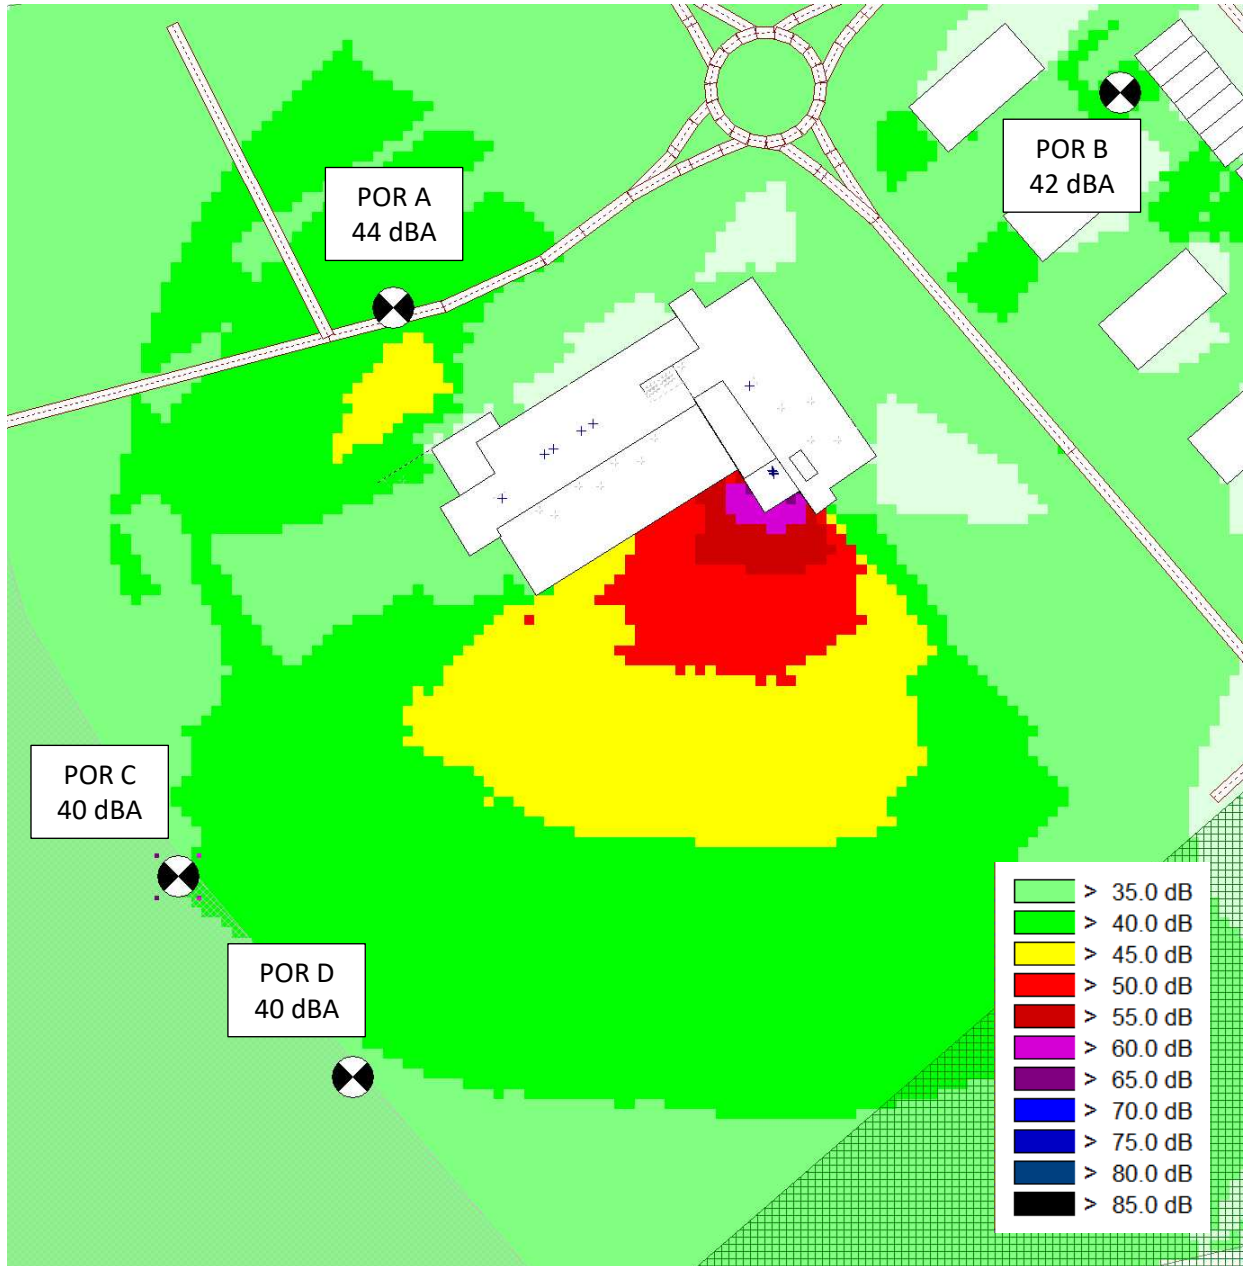 POR A
44 dBA
POR B
42 dBA
POR C
40 dBA
POR D
40 dBA
> 35.0 dB
> 40.0 dB
> 45.0 dB
> 50.0 dB
> 55.0 dB
> 60.0 dB
> 65.0 dB
> 70.0 dB
> 75.0 dB
> 80.0 dB
> 85.0 dB